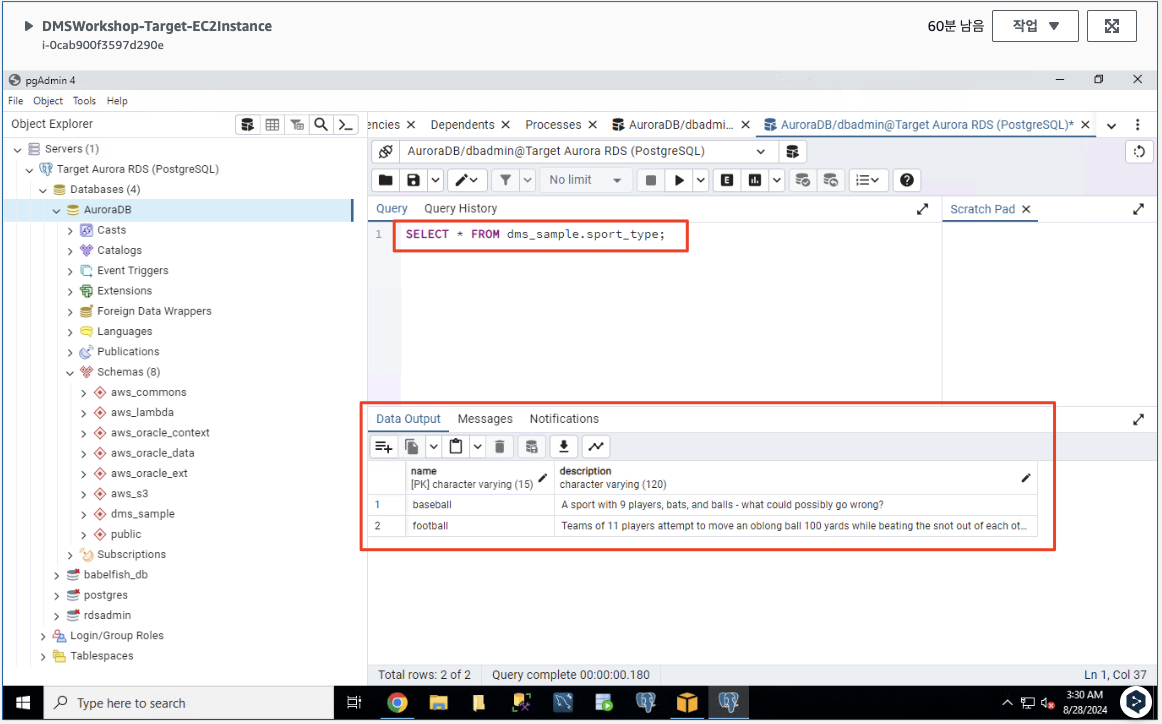 DMSWorkshop-Target-EC2Instance
i-0cab900f3597d290e
60분 남음
작업
pgAdmin 4
File Object Tools Help
Object Explorer
encies
Dependents
Processes
AuroraDB/dbadmi...
AuroraDB/dbadmin@Target Aurora RDS (PostgreSQL)*
Servers (1)
Target Aurora RDS (PostgreSQL)
Databases (4)
AuroraDB
Casts
Catalogs
Event Triggers
Extensions
Foreign Data Wrappers
Languages
Publications
Schemas (8)
aws_commons
aws_lambda
aws_oracle_context
aws_oracle_data
aws_oracle_ext
aws_s3
dms_sample
public
Subscriptions
babelfish_db
postgres
rdsadmin
Login/Group Roles
Tablespaces
AuroraDB/dbadmin@Target Aurora RDS (PostgreSQL)
No limit
E
Query Query History
Scratch Pad
1 SELECT * FROM dms_sample.sport_type;
Data Output Messages Notifications
name
[PK] character varying (15)
description
character varying (120)
1 baseball A sport with 9 players, bats, and balls - what could possibly go wrong?
2 football Teams of 11 players attempt to move an oblong ball 100 yards while beating the snot out of each ot...
Total rows: 2 of 2 Query complete 00:00:00.180 Ln 1, Col 37
Type here to search
3:30 AM
8/28/2024